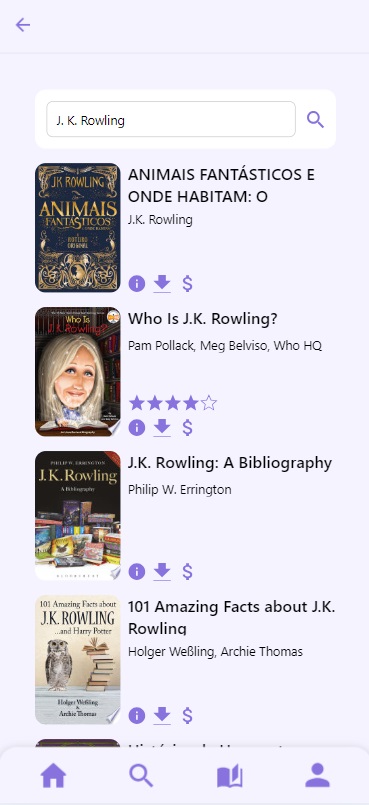 J. K. Rowling
JK ROWLING
ANIMAIS
FANTÁSTICOS
E ONDE HABITAM
ROTEIRO
ORIGINAL
ANIMAIS FANTÁSTICOS E
ONDE HABITAM: O
J.K. Rowling
Who Is
J.K. Rowling?
Who Is J.K. Rowling?
Pam Pollack, Meg Belviso, Who HQ
PHILIP W. ERRINGTON
J.K.Rowling
A Bibliography
BLOOMSBURY
J.K. Rowling: A Bibliography
Philip W. Errington
101 Amazing Facts about
J.K. ROWLING
...and Harry Potter
Holger Weßling
&
Archie Thomas
101 Amazing Facts about J.K.
Rowling
Holger Weßling, Archie Thomas